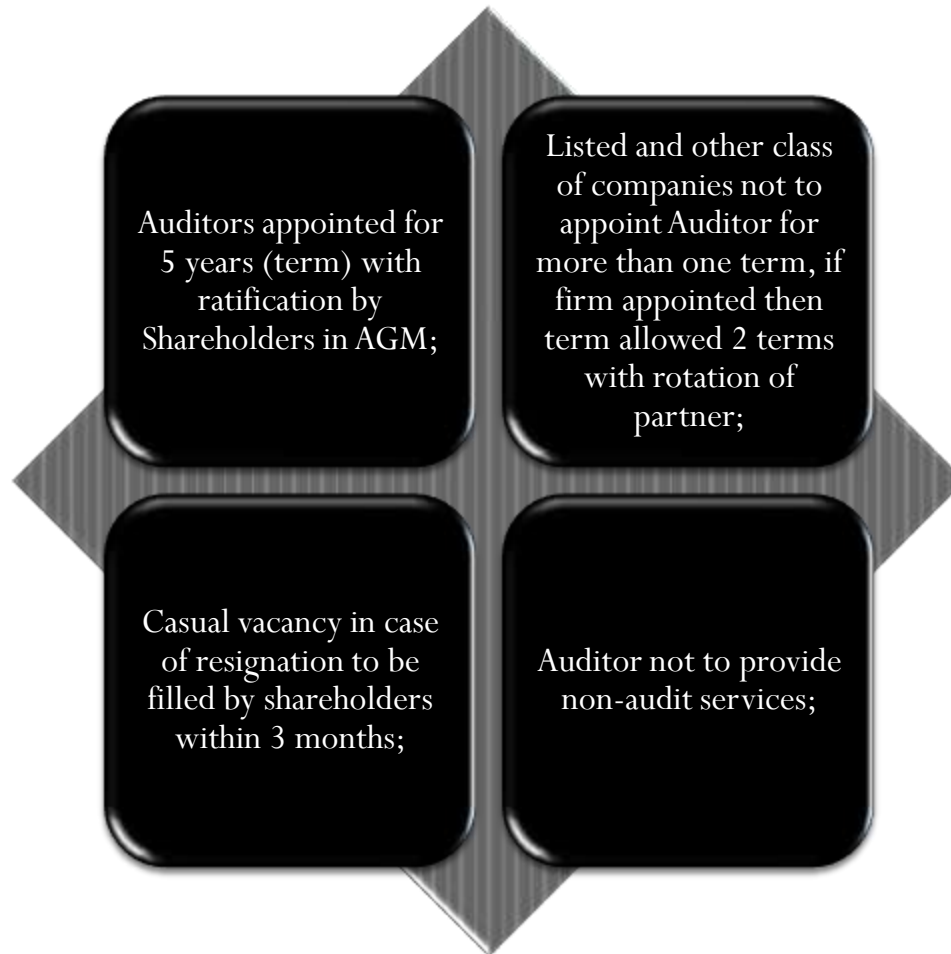 Auditors appointed for
5 years (term) with
ratification by
Shareholders in AGM;
Listed and other class
of companies not to
appoint Auditor for
more than one term, if
firm appointed then
term allowed 2 terms
with rotation of
partner;
Casual vacancy in case
of resignation to be
filled by shareholders
within 3 months;
Auditor not to provide
non-audit services;